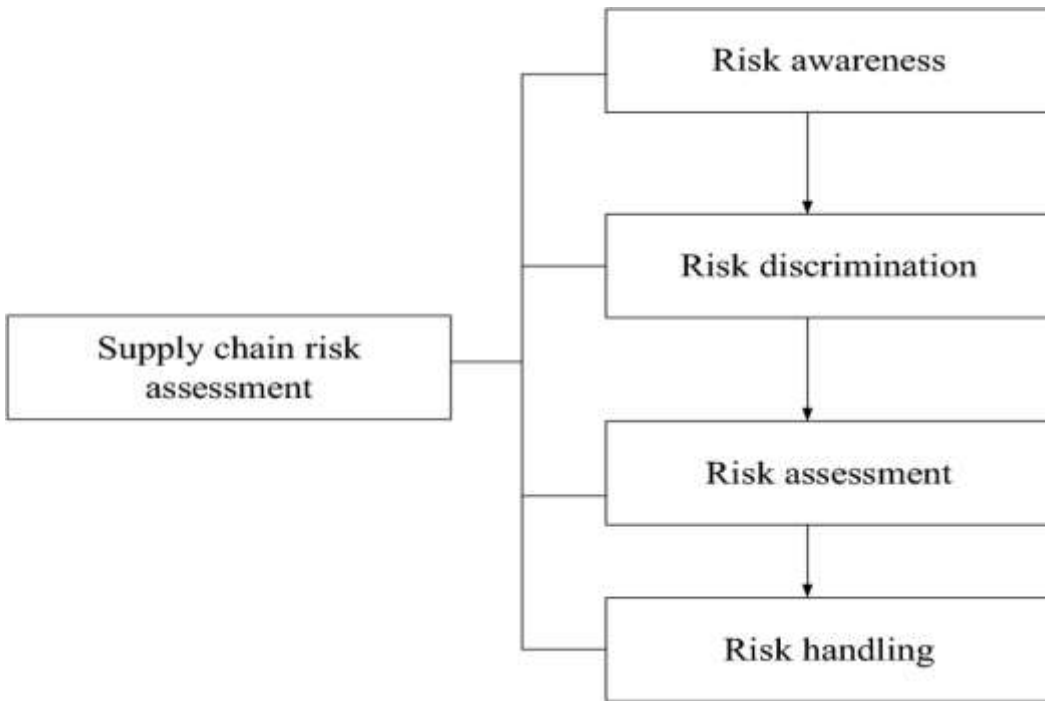 Risk awareness
Risk discrimination
Supply chain risk
assessment
Risk assessment
Risk handling